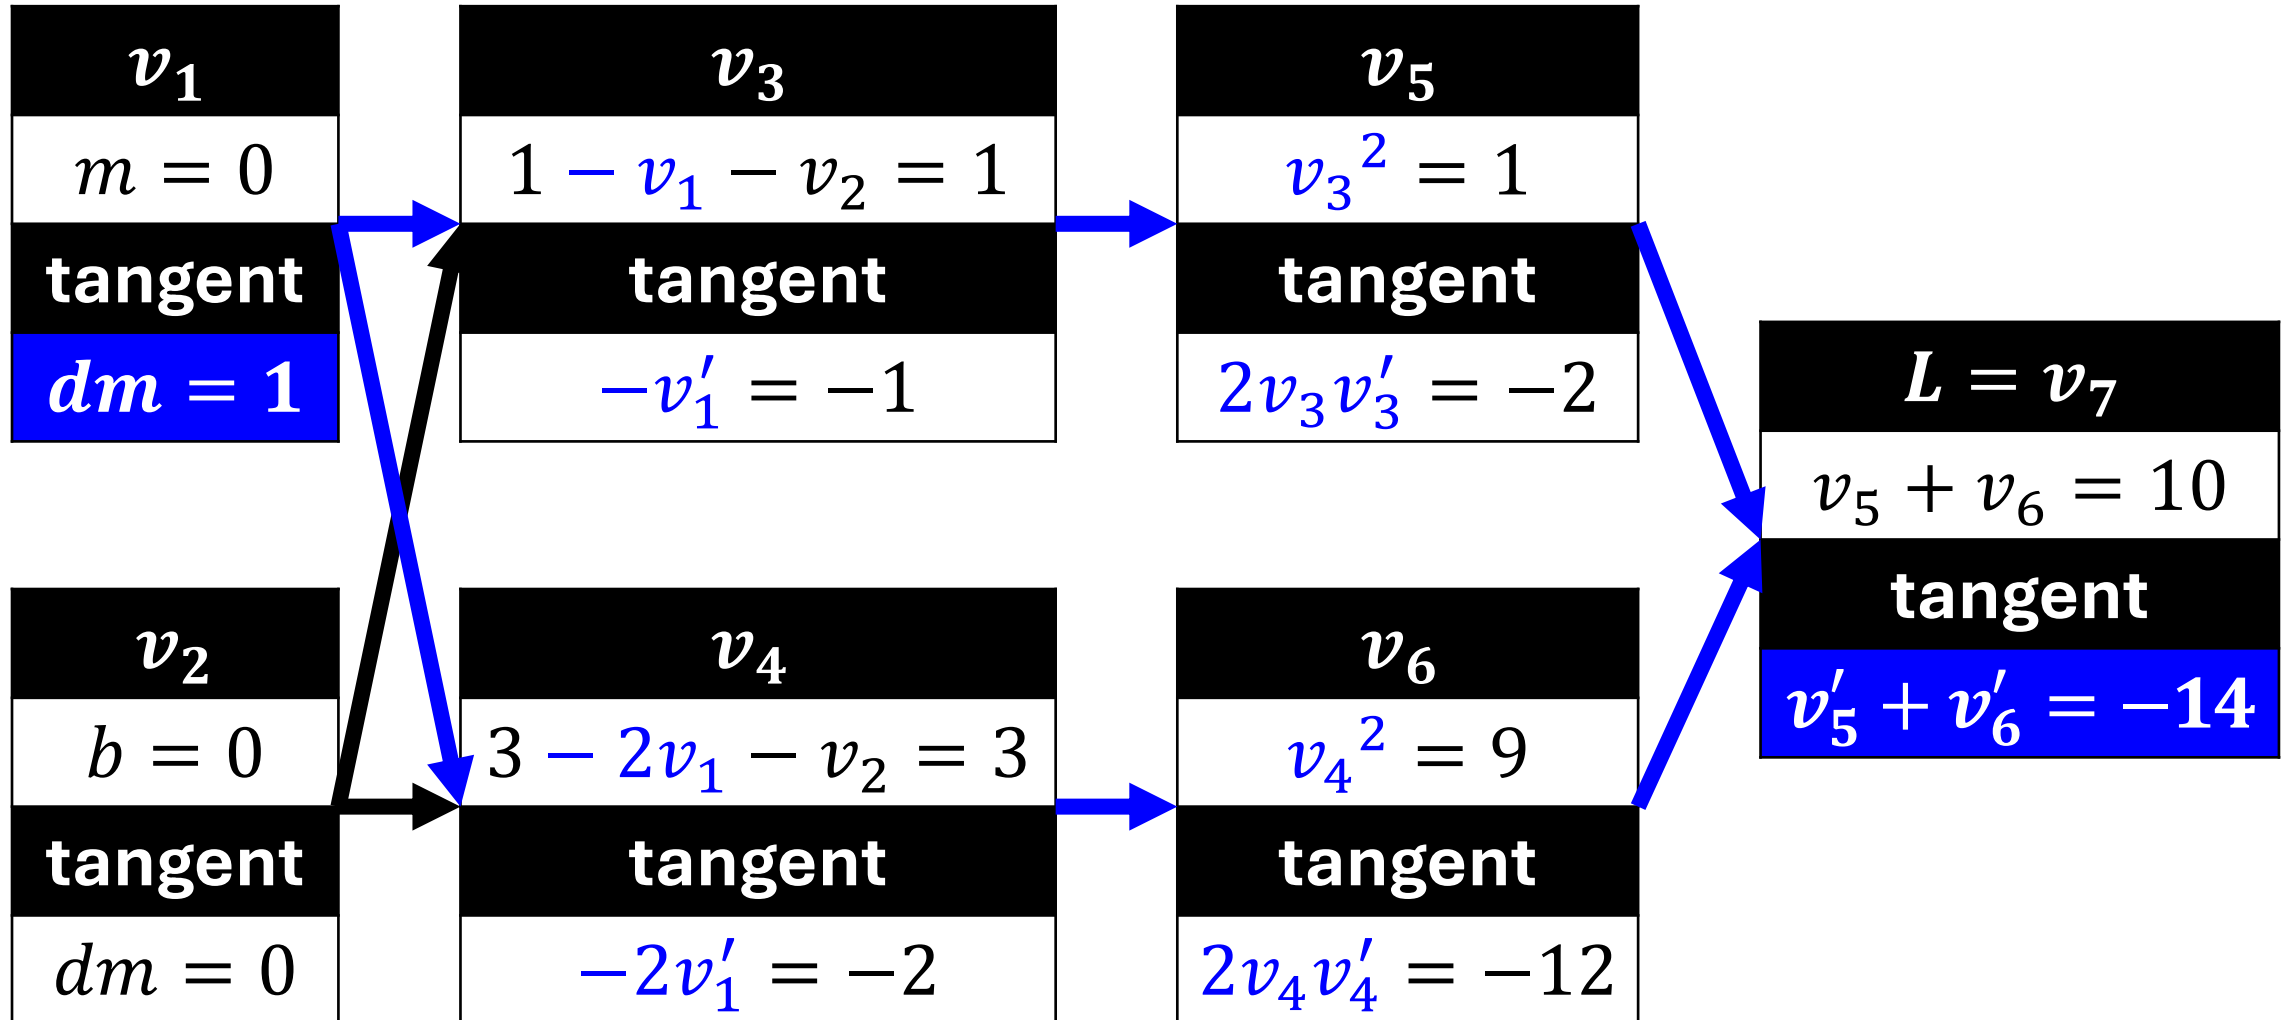 v₁
m = 0
tangent
dm = 1
v₃
1 − v₁ − v₂ = 1
tangent
−v₁′ = −1
v₅
v₃² = 1
tangent
2v₃v₃′ = −2
v₂
b = 0
tangent
dm = 0
v₄
3 − 2v₁ − v₂ = 3
tangent
−2v₁′ = −2
v₆
v₄² = 9
tangent
2v₄v₄′ = −12
L = v₇
v₅ + v₆ = 10
tangent
v₅′ + v₆′ = −14